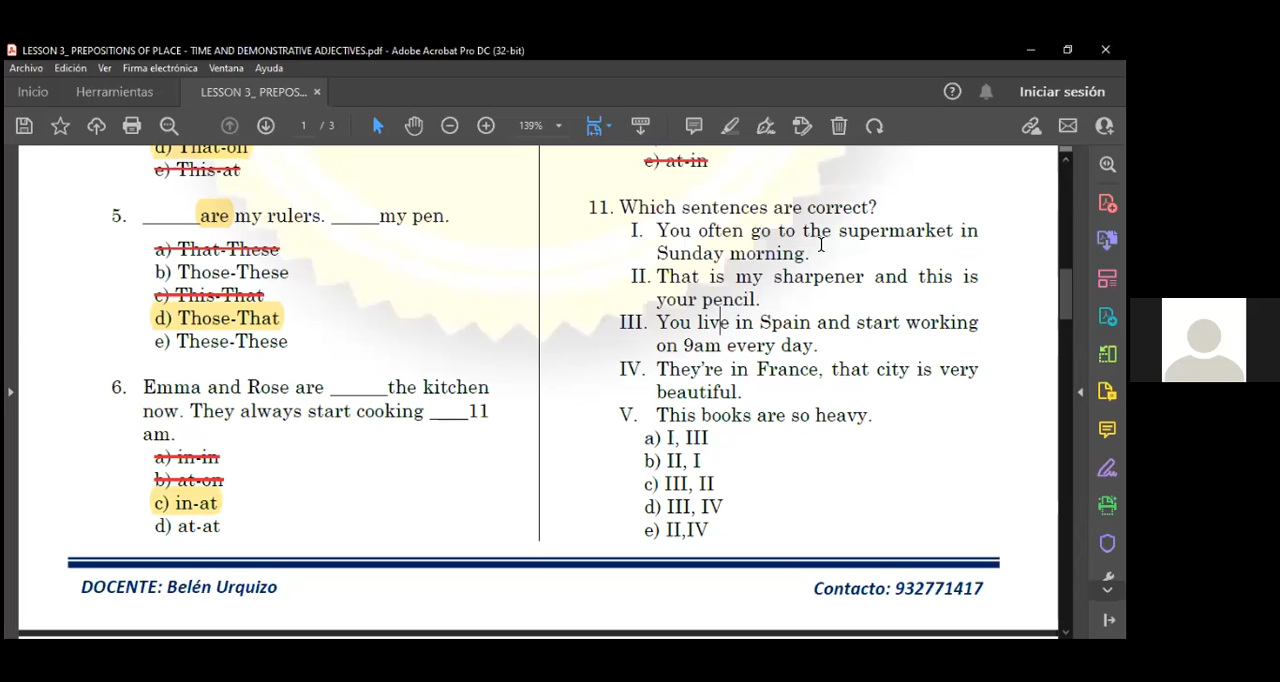 LESSON 3_ PREPOSITIONS OF PLACE - TIME AND DEMONSTRATIVE ADJECTIVES.pdf - Adobe Acrobat Pro DC (32-bit)
Archivo Edición Ver Firma electrónica Ventana Ayuda
Inicio Herramientas LESSON 3_ PREPOS... × Iniciar sesión
1 / 3 139%
d) That-on
e) This-at
5. ______are my rulers. _____my pen.
a) That-These
b) Those-These
c) This-That
d) Those-That
e) These-These
6. Emma and Rose are ______the kitchen
now. They always start cooking ____11
am.
a) in-in
b) at-on
c) in-at
d) at-at
e) at-in
11. Which sentences are correct?
I. You often go to the supermarket in
Sunday morning.
II. That is my sharpener and this is
your pencil.
III. You live in Spain and start working
on 9am every day.
IV. They're in France, that city is very
beautiful.
V. This books are so heavy.
a) I, III
b) II, I
c) III, II
d) III, IV
e) II,IV
DOCENTE: Belén Urquizo
Contacto: 932771417